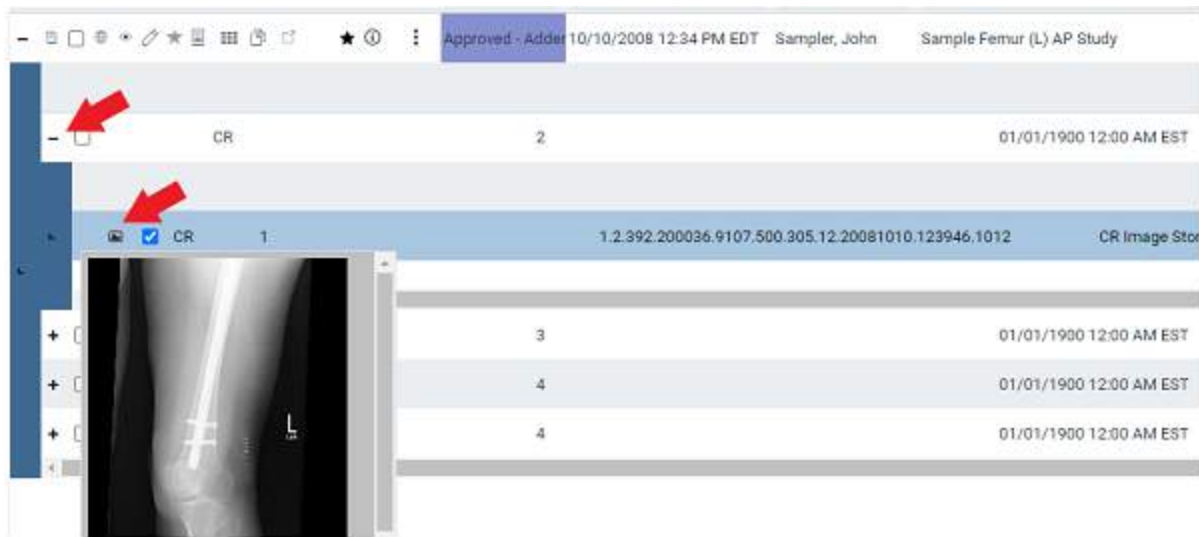 Approved - Adder 10/10/2008 12:34 PM EDT Sampler, John Sample Femur (L) AP Study
CR 2 01/01/1900 12:00 AM EST
CR 1 1.2.392.200036.9107.500.305.12.20081010.123946.1012 CR Image Stor
L
3 01/01/1900 12:00 AM EST
4 01/01/1900 12:00 AM EST
4 01/01/1900 12:00 AM EST